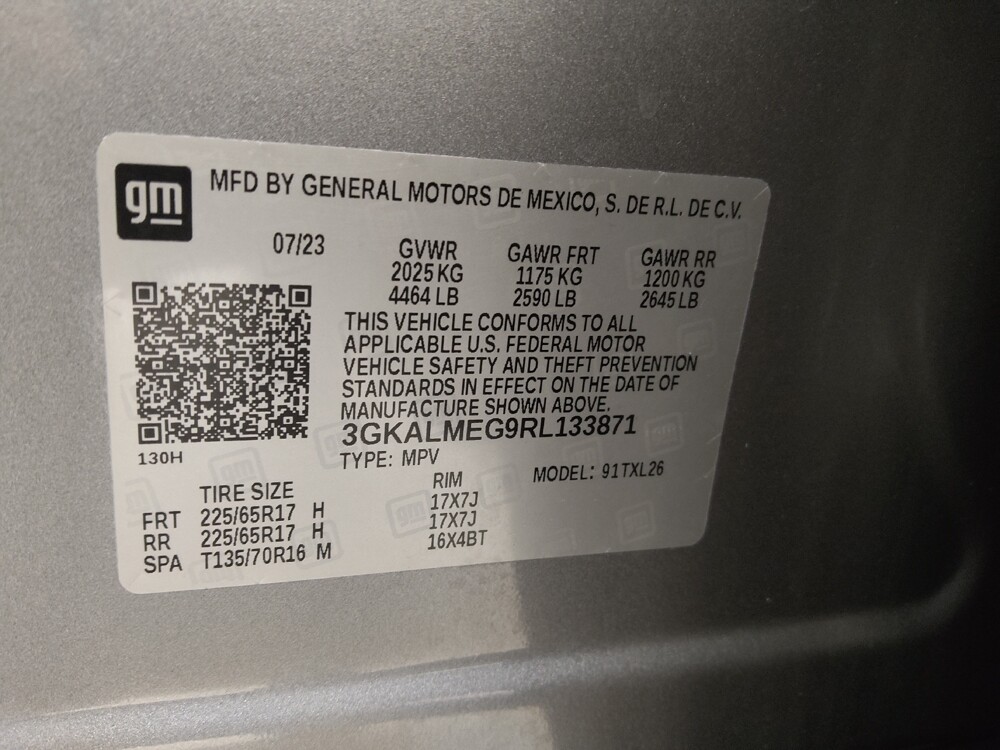 gm
MFD BY GENERAL MOTORS DE MEXICO, S. DE R.L. DE C.V.
07/23 GVWR GAWR FRT GAWR RR
2025 KG 1175 KG 1200 KG
4464 LB 2590 LB 2645 LB
THIS VEHICLE CONFORMS TO ALL
APPLICABLE U.S. FEDERAL MOTOR
VEHICLE SAFETY AND THEFT PREVENTION
STANDARDS IN EFFECT ON THE DATE OF
MANUFACTURE SHOWN ABOVE.
3GKALMEG9RL133871
130H
TYPE: MPV MODEL: 91TXL26
TIRE SIZE RIM
FRT 225/65R17 H 17X7J
RR 225/65R17 H 17X7J
SPA T135/70R16 M 16X4BT